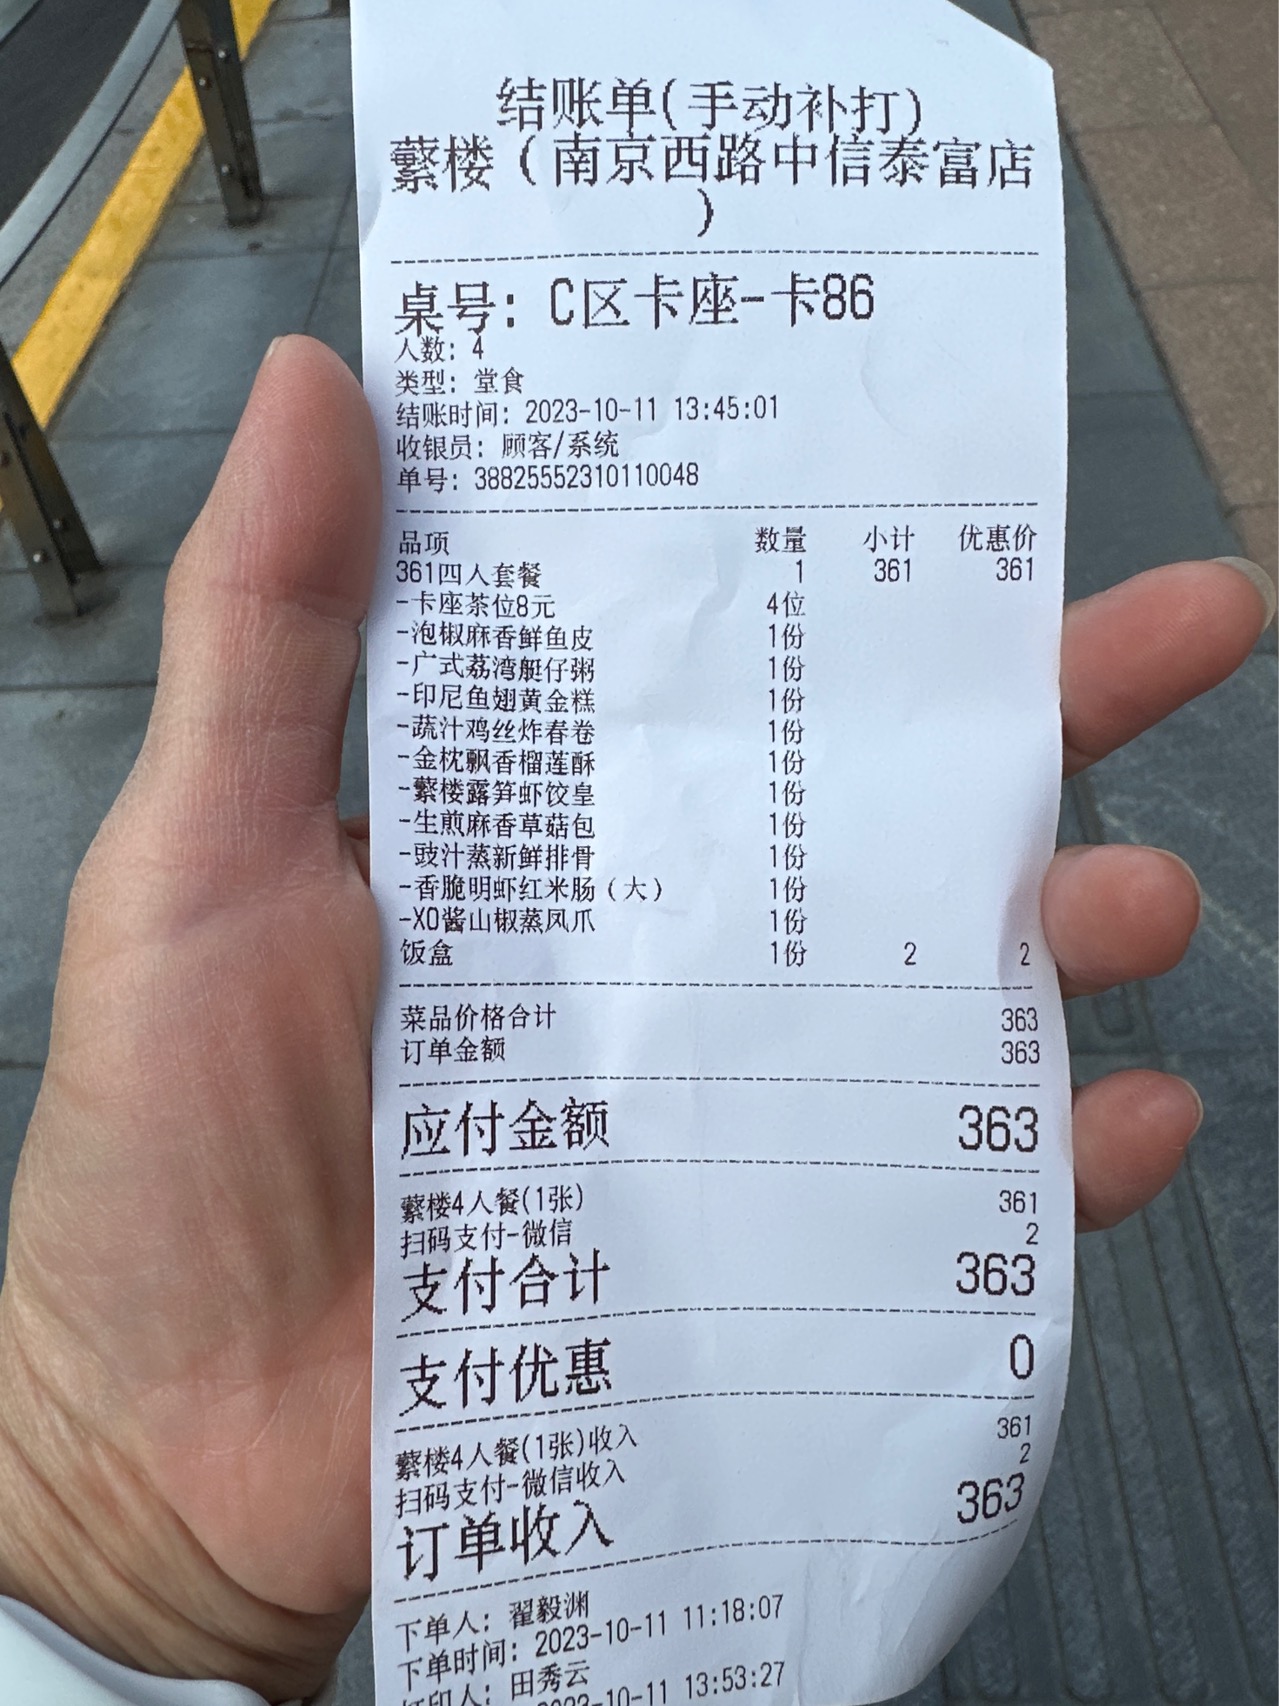 结账单(手动补打)
蘩楼（南京西路中信泰富店
）
桌号：C区卡座-卡86
人数：4
类型：堂食
结账时间：2023-10-11 13:45:01
收银员：顾客/系统
单号：38825552310110048
品项 数量 小计 优惠价
361四人套餐 1 361 361
-卡座茶位8元 4位
-泡椒麻香鲜鱼皮 1份
-广式荔湾艇仔粥 1份
-印尼鱼翅黄金糕 1份
-蔬汁鸡丝炸春卷 1份
-金枕飘香榴莲酥 1份
-蘩楼露笋虾饺皇 1份
-生煎麻香草菇包 1份
-豉汁蒸新鲜排骨 1份
-香脆明虾红米肠（大） 1份
-XO酱山椒蒸凤爪 1份
饭盒 1份 2 2
菜品价格合计 363
订单金额 363
应付金额 363
蘩楼4人餐(1张) 361
扫码支付-微信 2
支付合计 363
支付优惠 0
蘩楼4人餐(1张)收入 361
扫码支付-微信收入 2
订单收入 363
下单人：翟毅渊
下单时间：2023-10-11 11:18:07
打印人：田秀云
2023-10-11 13:53:27